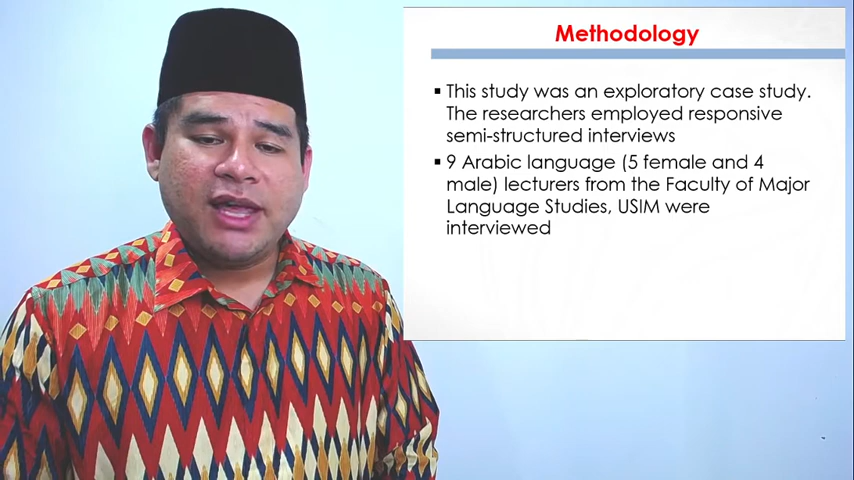 Methodology
▪ This study was an exploratory case study.
The researchers employed responsive
semi-structured interviews
▪ 9 Arabic language (5 female and 4
male) lecturers from the Faculty of Major
Language Studies, USIM were
interviewed